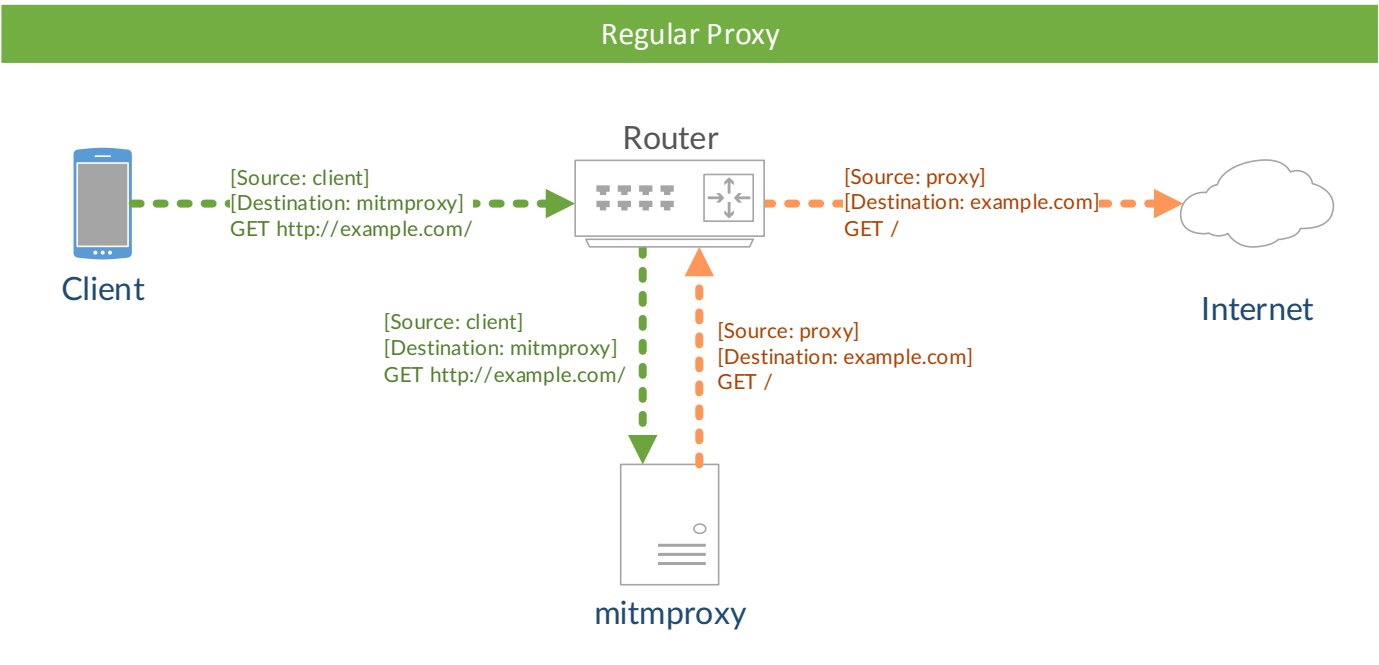 Regular Proxy
Router
[Source: client]
[Destination: mitmproxy]
GET http://example.com/
[Source: proxy]
[Destination: example.com]
GET /
Client
Internet
[Source: client]
[Destination: mitmproxy]
GET http://example.com/
[Source: proxy]
[Destination: example.com]
GET /
mitmproxy